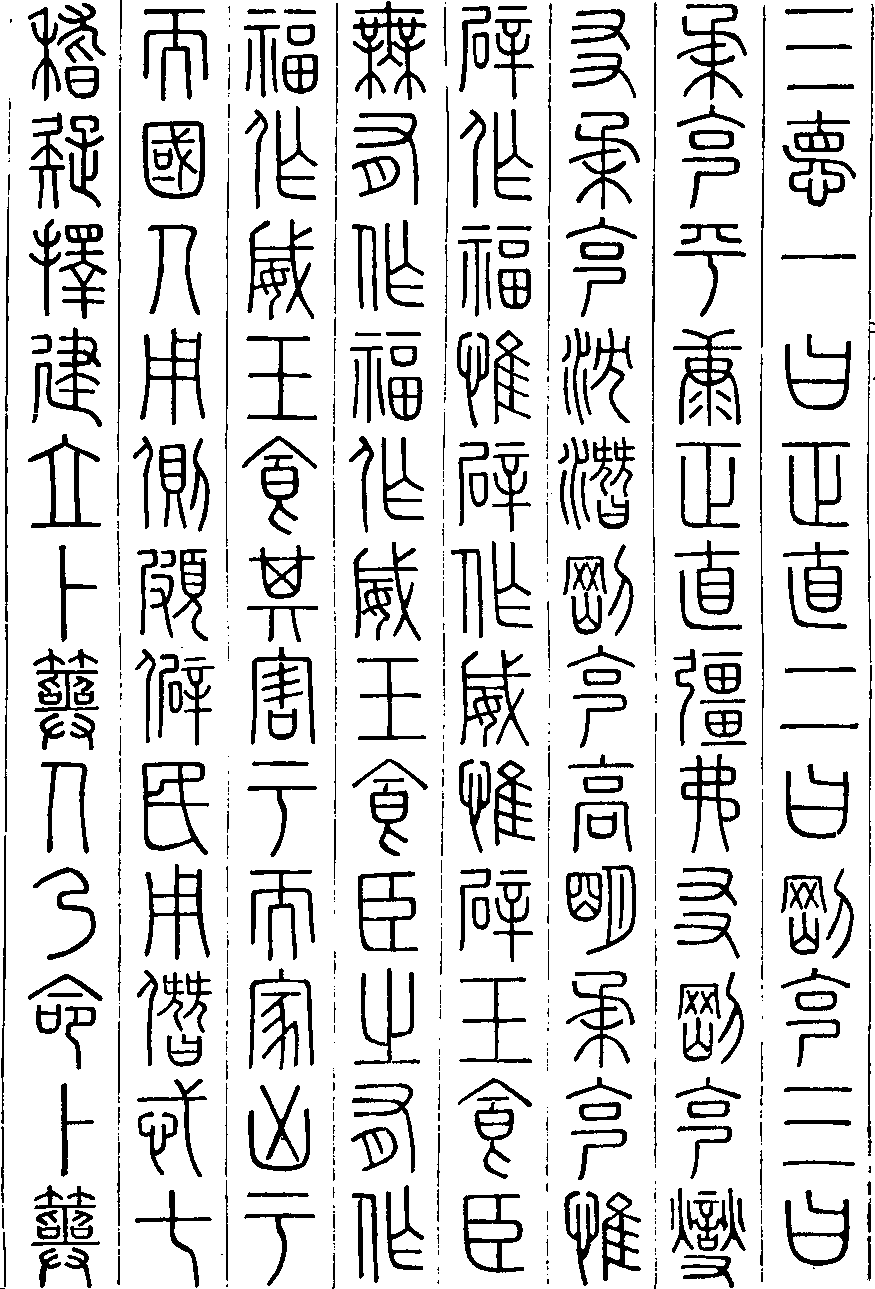 三悳一曰正直二曰剛克三曰
柔克平康正直彊弗友剛克燮
友柔克沈潛剛克高明柔克惟
辟作福惟辟作威惟辟玉食臣
無有作福作威玉食臣之有作
福作威玉食其害于而家凶于
而國人用側頗僻民用僭忒七
稽疑擇建立卜筮人乃命卜筮